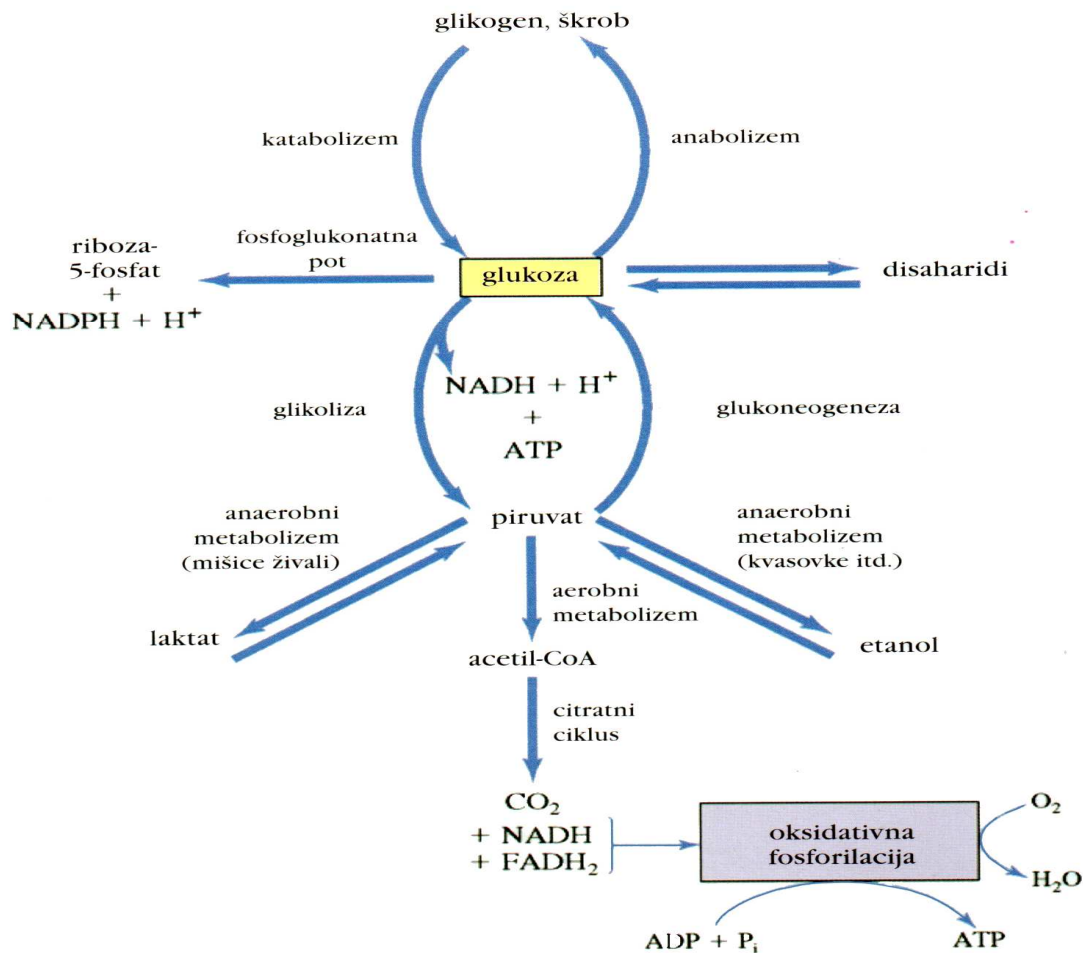 glikogen, škrob
katabolizem
anabolizem
riboza-
5-fosfat
+
NADPH + H⁺
fosfoglukonatna
pot
glukoza
disaharidi
glikoliza
NADH + H⁺
+
ATP
glukoneogeneza
anaerobni
metabolizem
(mišice živali)
piruvat
anaerobni
metabolizem
(kvasovke itd.)
aerobni
metabolizem
laktat
etanol
acetil-CoA
citratni
ciklus
CO₂
+ NADH
+ FADH₂
oksidativna
fosforilacija
O₂
H₂O
ADP + Pᵢ
ATP